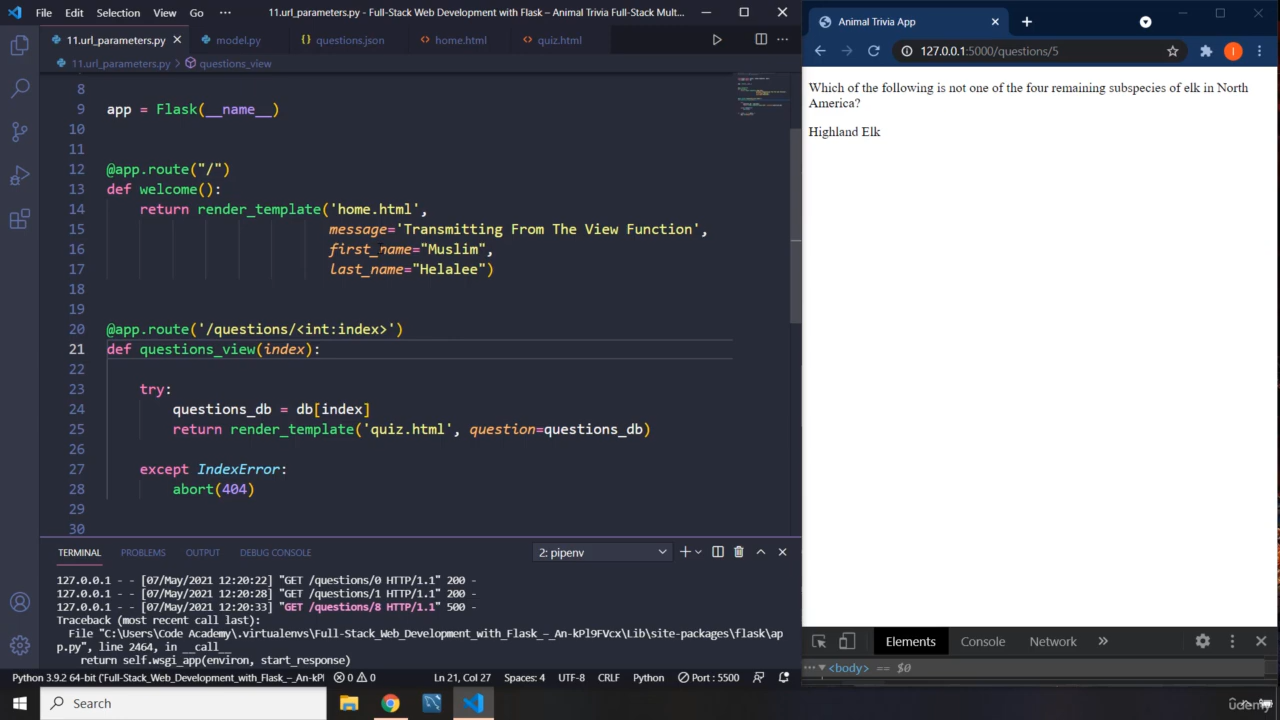 File Edit Selection View Go ··· 11.url_parameters.py - Full-Stack Web Development with Flask – Animal Trivia Full-Stack Mult...
11.url_parameters.py model.py questions.json home.html quiz.html
11.url_parameters.py > questions_view
8
9 app = Flask(__name__)
10
11
12 @app.route("/")
13 def welcome():
14 return render_template('home.html',
15 message='Transmitting From The View Function',
16 first_name="Muslim",
17 last_name="Helalee")
18
19
20 @app.route('/questions/<int:index>')
21 def questions_view(index):
22
23 try:
24 questions_db = db[index]
25 return render_template('quiz.html', question=questions_db)
26
27 except IndexError:
28 abort(404)
29
30
TERMINAL PROBLEMS OUTPUT DEBUG CONSOLE 2: pipenv
127.0.0.1 - - [07/May/2021 12:20:22] "GET /questions/0 HTTP/1.1" 200 -
127.0.0.1 - - [07/May/2021 12:20:28] "GET /questions/1 HTTP/1.1" 200 -
127.0.0.1 - - [07/May/2021 12:20:33] "GET /questions/8 HTTP/1.1" 500 -
Traceback (most recent call last):
File "C:\Users\Code Academy\.virtualenvs\Full-Stack_Web_Development_with_Flask_–_An-kPl9FVcx\Lib\site-packages\flask\ap
p.py", line 2464, in __call__
return self.wsgi_app(environ, start_response)
Python 3.9.2 64-bit ('Full-Stack_Web_Development_with_Flask_–_An-kPl 0 0 Ln 21, Col 27 Spaces: 4 UTF-8 CRLF Python Port : 5500
Search
Animal Trivia App
127.0.0.1:5000/questions/5
I
Which of the following is not one of the four remaining subspecies of elk in North
America?
Highland Elk
Elements Console Network
··· <body> == $0
udemy